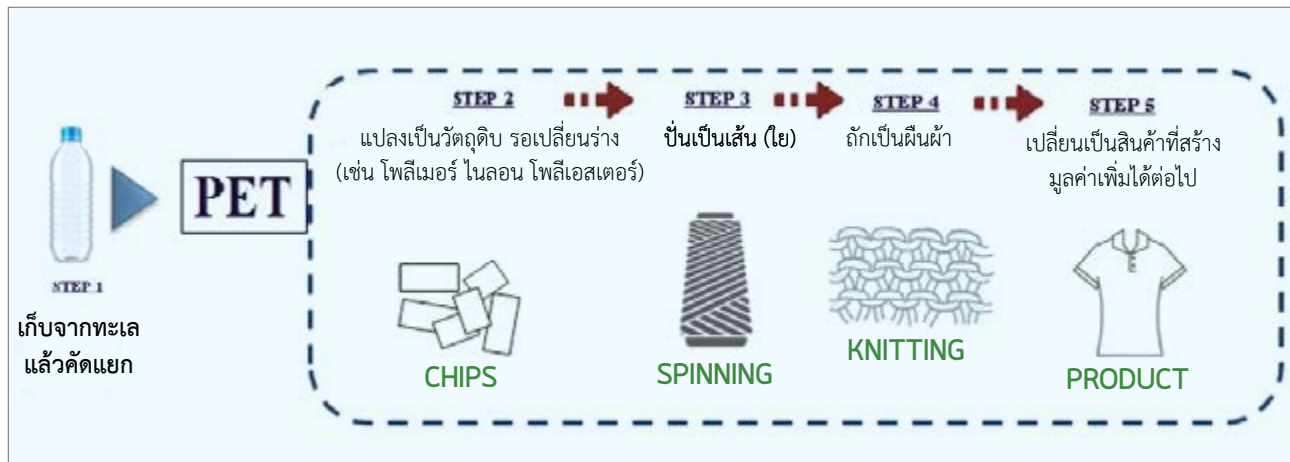 STEP 1
เก็บจากทะเล
แล้วคัดแยก
PET
STEP 2
แปลงเป็นวัตถุดิบ รอเปลี่ยนร่าง
(เช่น โพลีเมอร์ ไนลอน โพลีเอสเตอร์)
CHIPS
STEP 3
ปั่นเป็นเส้น (ใย)
SPINNING
STEP 4
ถักเป็นผืนผ้า
KNITTING
STEP 5
เปลี่ยนเป็นสินค้าที่สร้าง
มูลค่าเพิ่มได้ต่อไป
PRODUCT